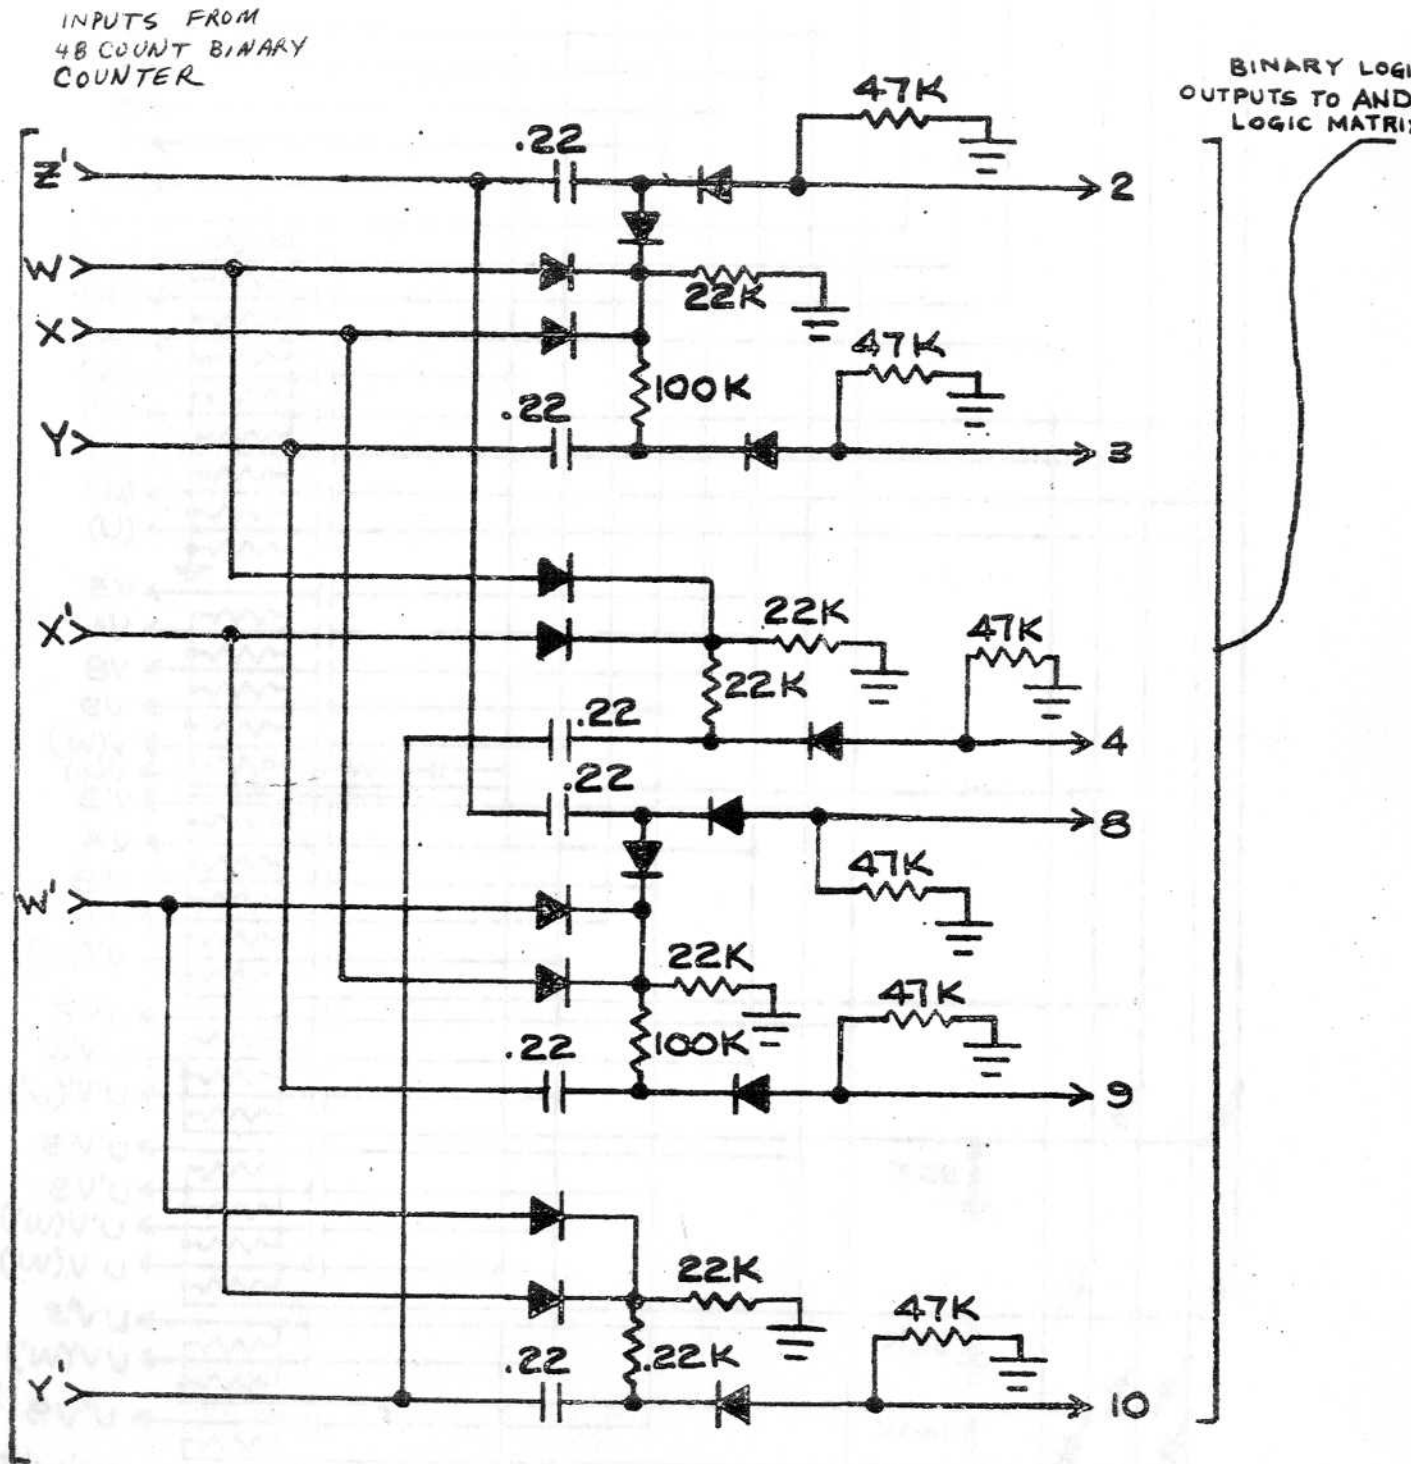 INPUTS FROM
48 COUNT BINARY
COUNTER
BINARY LOGI
OUTPUTS TO AND
LOGIC MATRIX
47K
.22
Z'
2
W
22K
X
47K
100K
.22
Y
3
X'
22K
47K
22K
.22
4
.22
8
47K
W'
22K
47K
100K
.22
9
22K
47K
.22
.22K
Y'
10